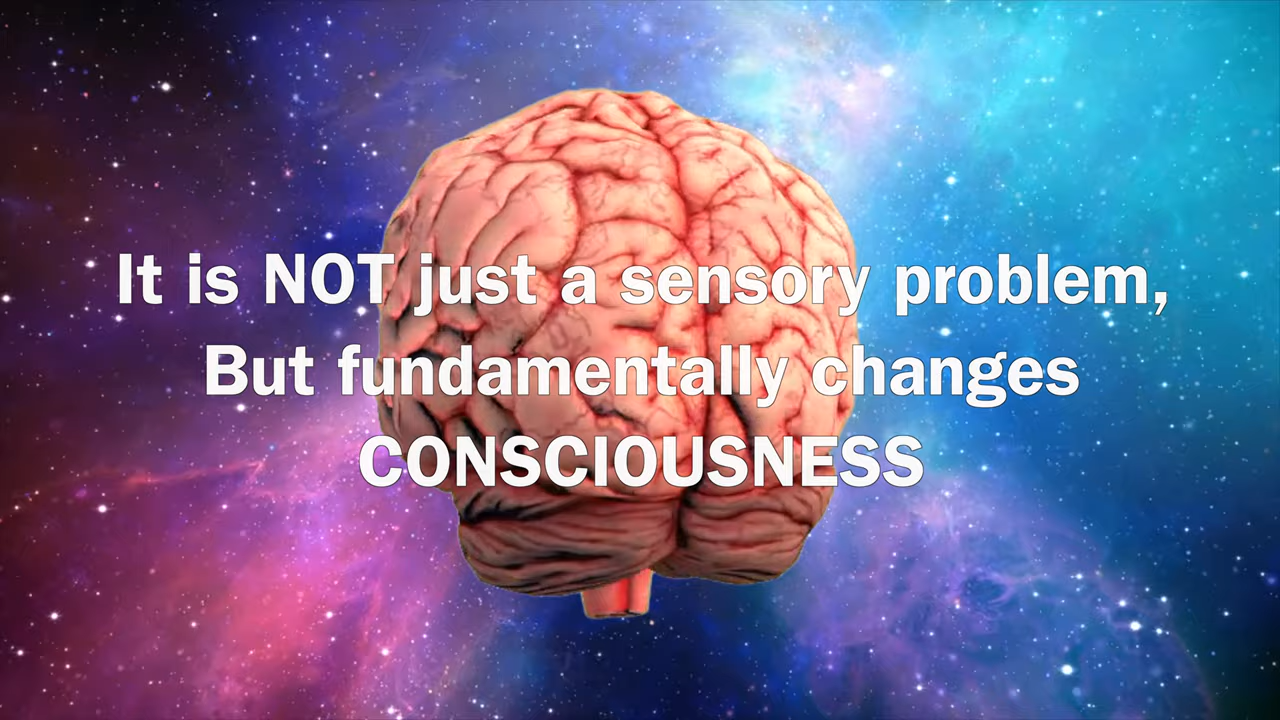 It is NOT just a sensory problem,
But fundamentally changes
CONSCIOUSNESS